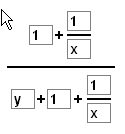 1
1 + x
1
y + 1 + x